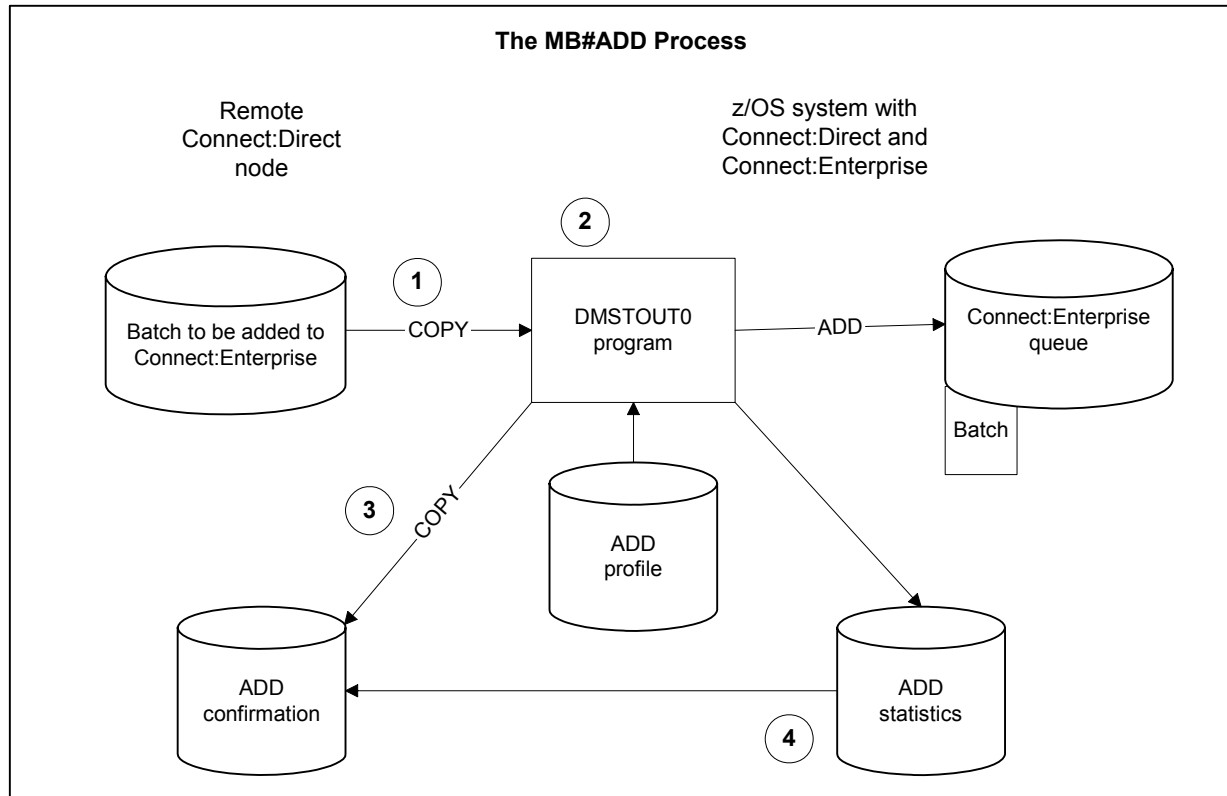 The MB#ADD Process
Remote
Connect:Direct
node
z/OS system with
Connect:Direct and
Connect:Enterprise
2
1
Batch to be added to
Connect:Enterprise
COPY
DMSTOUT0
program
ADD
Connect:Enterprise
queue
Batch
3
COPY
ADD
profile
ADD
confirmation
ADD
statistics
4